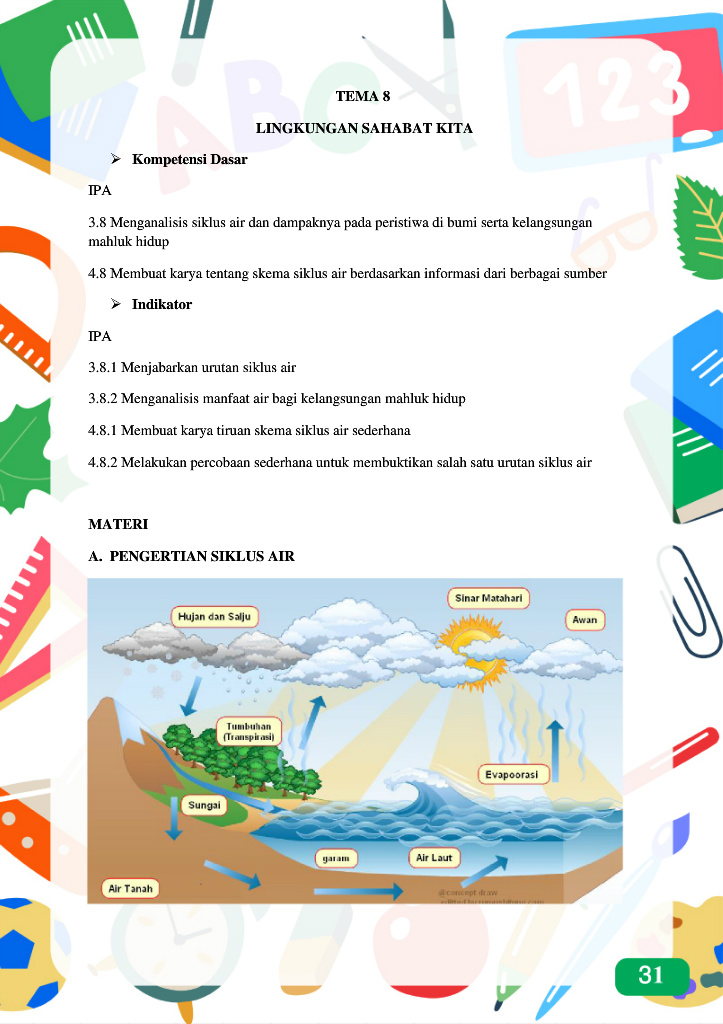 ABC
123
TEMA 8
LINGKUNGAN SAHABAT KITA
➢ Kompetensi Dasar
IPA
3.8 Menganalisis siklus air dan dampaknya pada peristiwa di bumi serta kelangsungan
mahluk hidup
4.8 Membuat karya tentang skema siklus air berdasarkan informasi dari berbagai sumber
➢ Indikator
IPA
3.8.1 Menjabarkan urutan siklus air
3.8.2 Menganalisis manfaat air bagi kelangsungan mahluk hidup
4.8.1 Membuat karya tiruan skema siklus air sederhana
4.8.2 Melakukan percobaan sederhana untuk membuktikan salah satu urutan siklus air
MATERI
A. PENGERTIAN SIKLUS AIR
Sinar Matahari
Hujan dan Salju
Awan
Tumbuhan
(Transpirasi)
Evapoorasi
Sungai
garam
Air Laut
Air Tanah
@concept draw
31